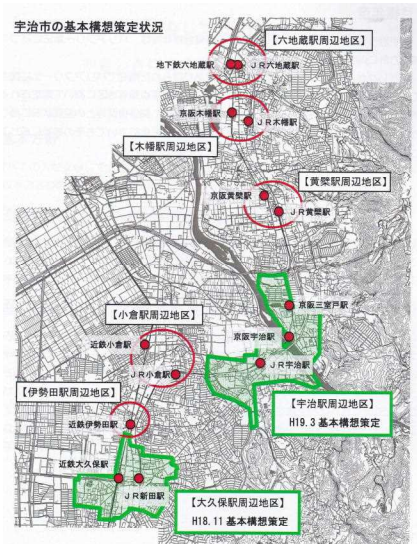 宇治市の基本構想策定状況
【六地蔵駅周辺地区】
地下鉄六地蔵駅
JR六地蔵駅
京阪木幡駅
JR木幡駅
【木幡駅周辺地区】
【黄檗駅周辺地区】
京阪黄檗駅
JR黄檗駅
京阪三室戸駅
【小倉駅周辺地区】
近鉄小倉駅
京阪宇治駅
JR宇治駅
JR小倉駅
【伊勢田駅周辺地区】
【宇治駅周辺地区】
H19.3 基本構想策定
近鉄伊勢田駅
近鉄大久保駅
JR新田駅
【大久保駅周辺地区】
H18.11 基本構想策定